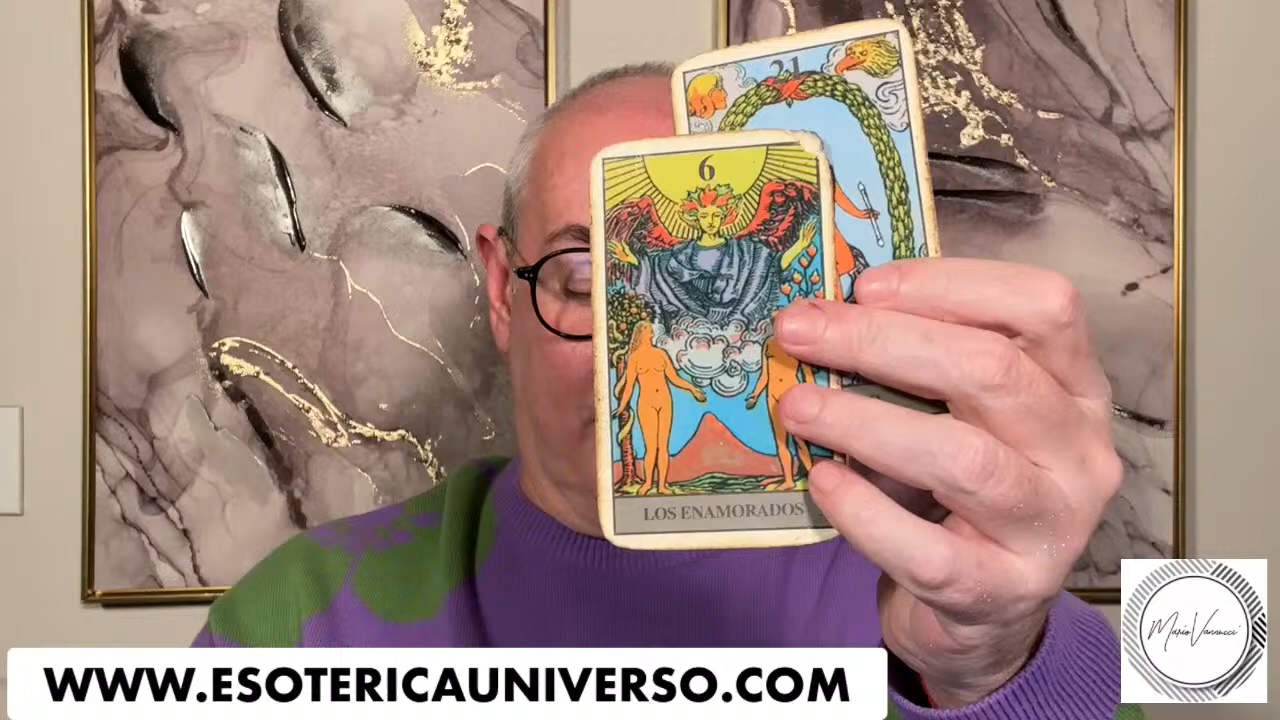 21
6
LOS ENAMORADOS
Mario Vannucci
WWW.ESOTERICAUNIVERSO.COM